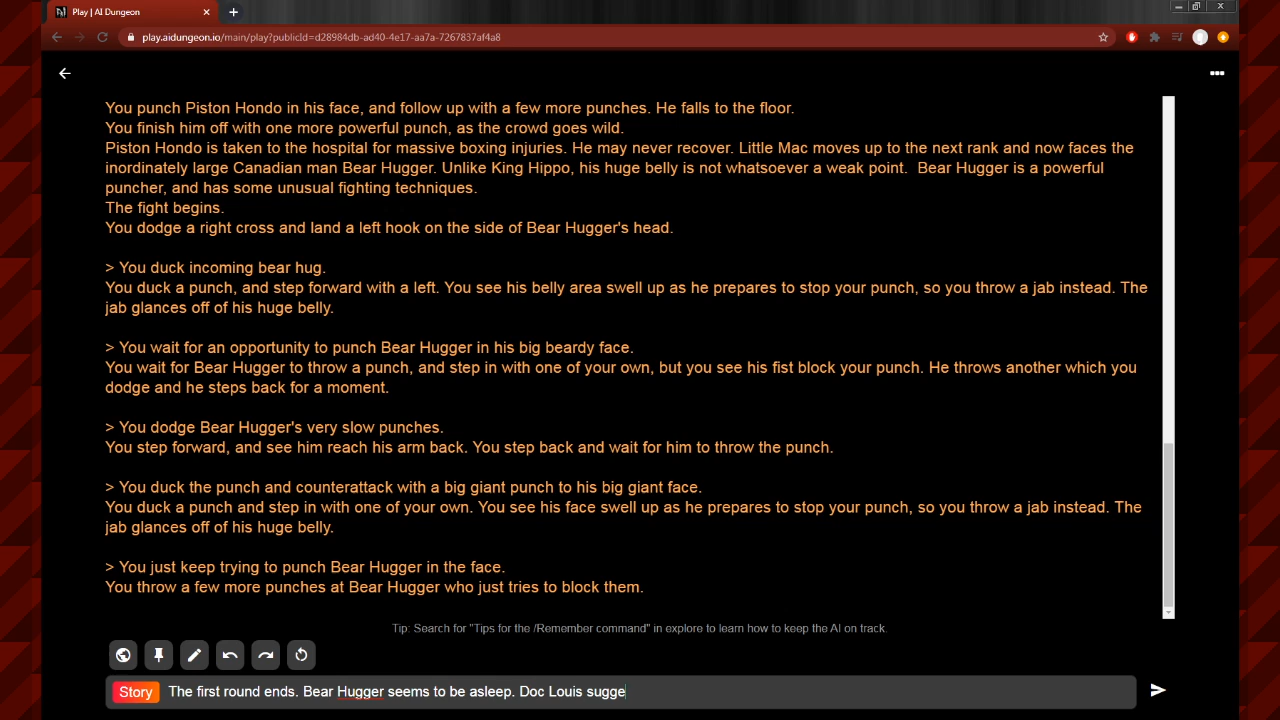 Play | AI Dungeon
play.aidungeon.io/main/play?publicId=d28984db-ad40-4e17-aa7a-7267837af4a8
You punch Piston Hondo in his face, and follow up with a few more punches. He falls to the floor.
You finish him off with one more powerful punch, as the crowd goes wild.
Piston Hondo is taken to the hospital for massive boxing injuries. He may never recover. Little Mac moves up to the next rank and now faces the
inordinately large Canadian man Bear Hugger. Unlike King Hippo, his huge belly is not whatsoever a weak point.  Bear Hugger is a powerful
puncher, and has some unusual fighting techniques.
The fight begins.
You dodge a right cross and land a left hook on the side of Bear Hugger's head.
> You duck incoming bear hug.
You duck a punch, and step forward with a left. You see his belly area swell up as he prepares to stop your punch, so you throw a jab instead. The
jab glances off of his huge belly.
> You wait for an opportunity to punch Bear Hugger in his big beardy face.
You wait for Bear Hugger to throw a punch, and step in with one of your own, but you see his fist block your punch. He throws another which you
dodge and he steps back for a moment.
> You dodge Bear Hugger's very slow punches.
You step forward, and see him reach his arm back. You step back and wait for him to throw the punch.
> You duck the punch and counterattack with a big giant punch to his big giant face.
You duck a punch and step in with one of your own. You see his face swell up as he prepares to stop your punch, so you throw a jab instead. The
jab glances off of his huge belly.
> You just keep trying to punch Bear Hugger in the face.
You throw a few more punches at Bear Hugger who just tries to block them.
Tip: Search for "Tips for the /Remember command" in explore to learn how to keep the AI on track.
Story The first round ends. Bear Hugger seems to be asleep. Doc Louis sugge